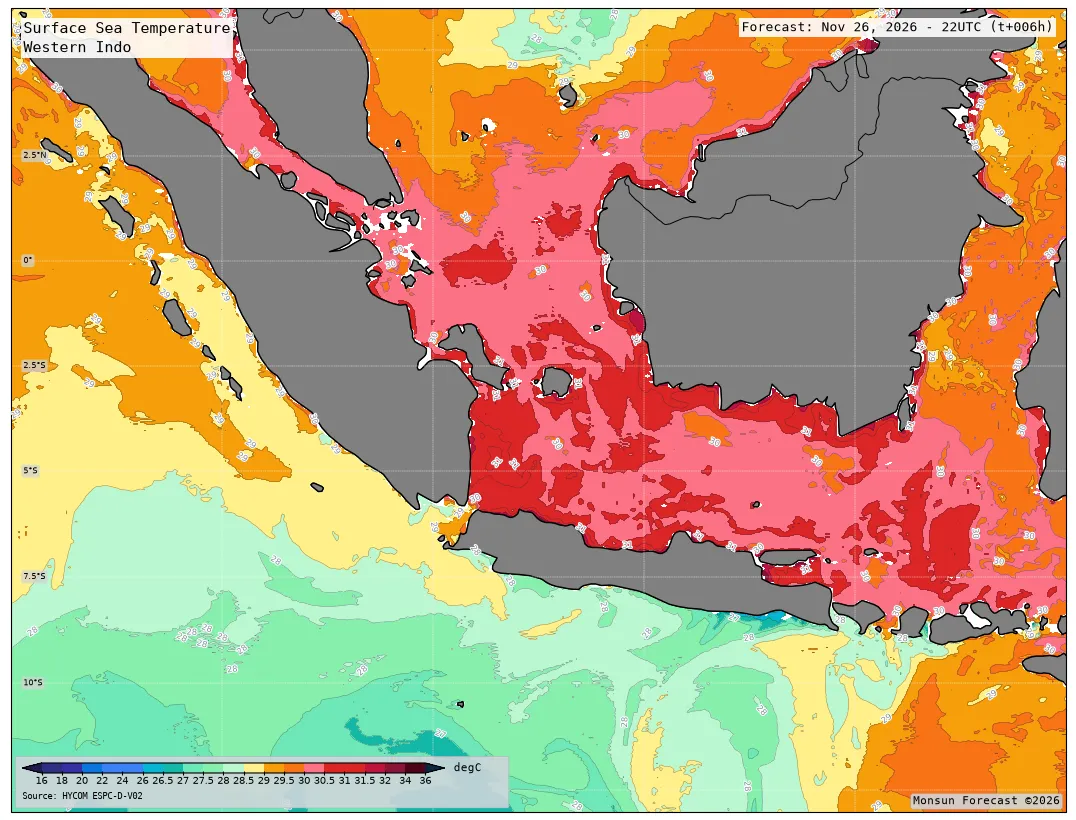 Surface Sea Temperature
Western Indo
Forecast: Nov 26, 2026 - 22UTC (t+006h)
2.5°N
0°
2.5°S
5°S
7.5°S
10°S
16 18 20 22 24 26 26.5 27 27.5 28 28.5 29 29.5 30 30.5 31 31.5 32 34 36 degC
Source: HYCOM ESPC-D-V02
Monsun Forecast ©2026